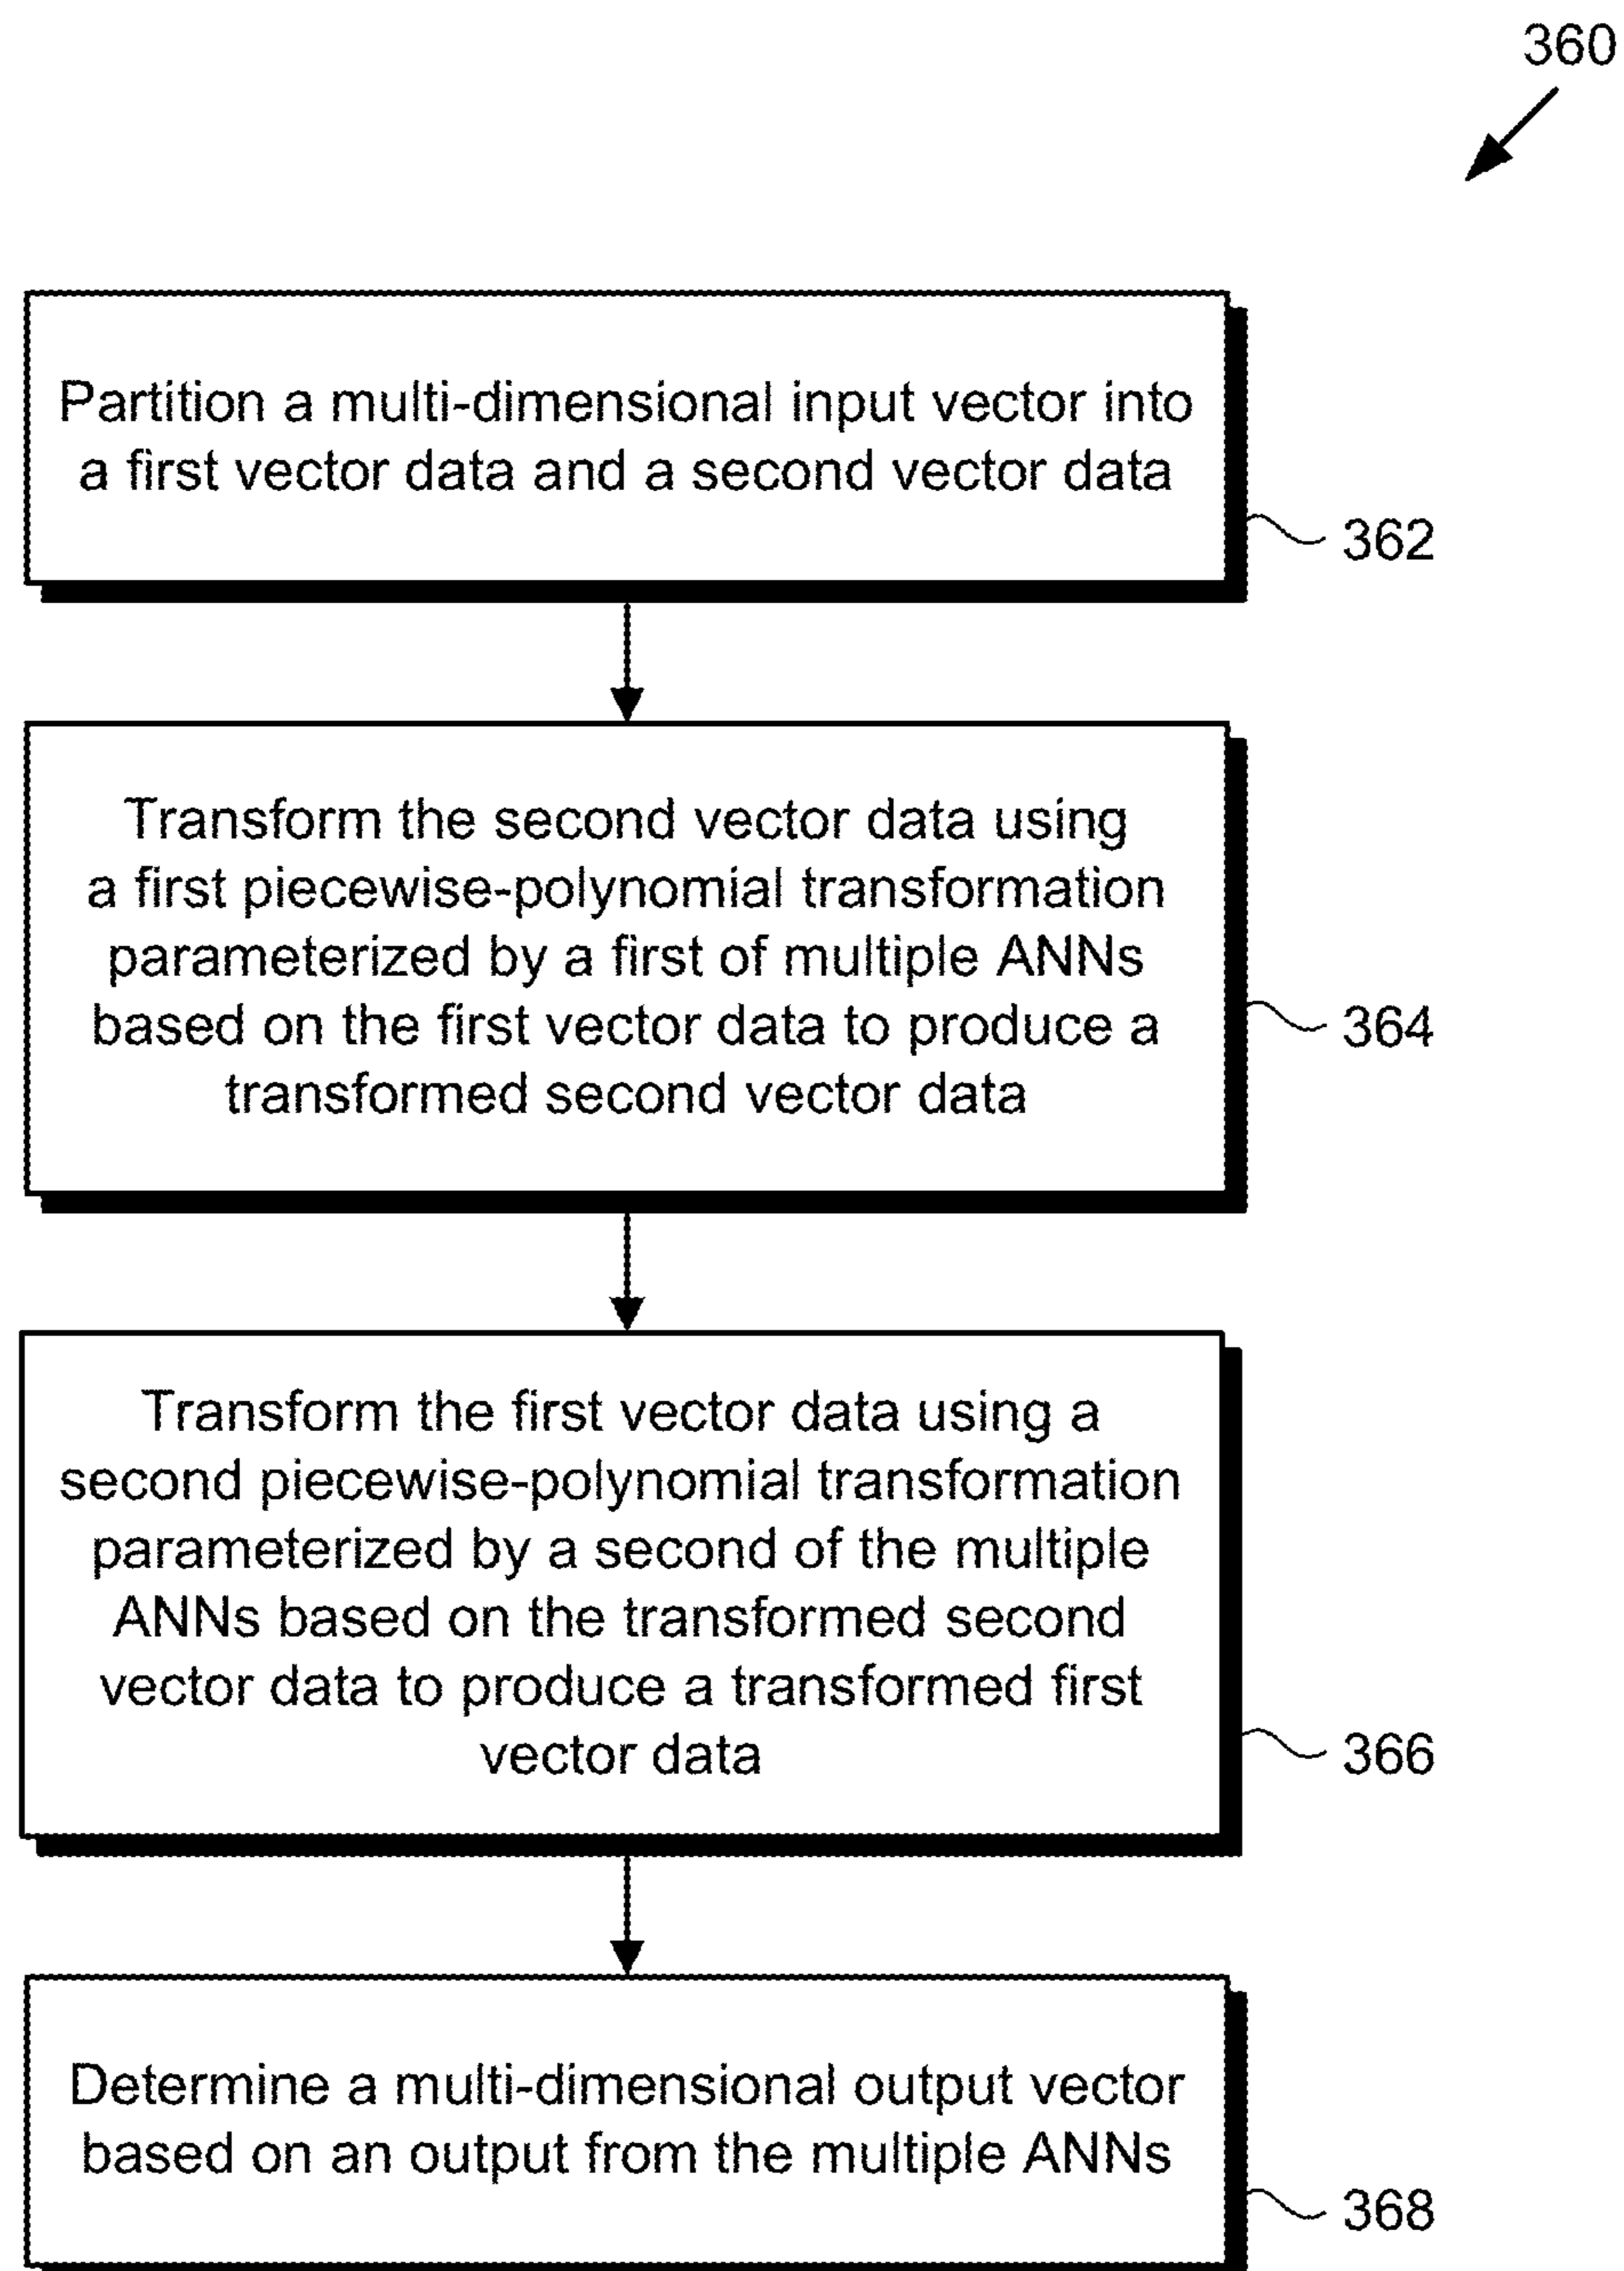 360
Partition a multi-dimensional input vector into
a first vector data and a second vector data
362
Transform the second vector data using
a first piecewise-polynomial transformation
parameterized by a first of multiple ANNs
based on the first vector data to produce a
transformed second vector data
364
Transform the first vector data using a
second piecewise-polynomial transformation
parameterized by a second of the multiple
ANNs based on the transformed second
vector data to produce a transformed first
vector data
366
Determine a multi-dimensional output vector
based on an output from the multiple ANNs
368